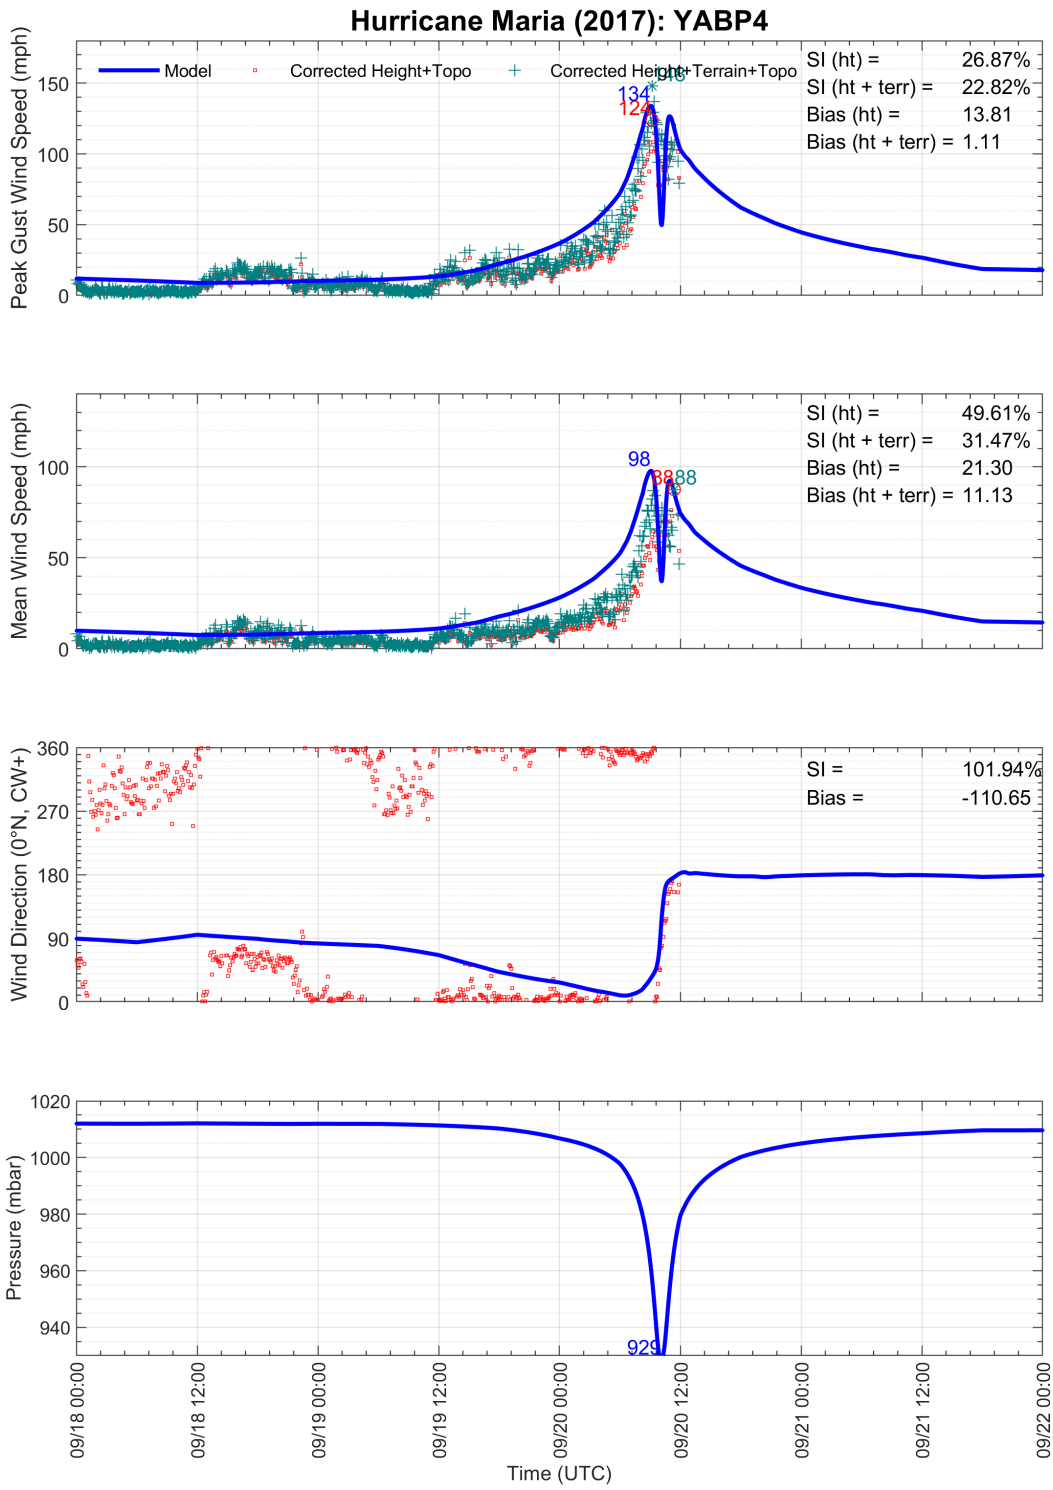 Hurricane Maria (2017): YABP4
Peak Gust Wind Speed (mph)
150
100
50
0
Model
Corrected Height+Topo
Corrected Height+Terrain+Topo
134
124
SI (ht) = 26.87%
SI (ht + terr) = 22.82%
Bias (ht) = 13.81
Bias (ht + terr) = 1.11
Mean Wind Speed (mph)
100
50
0
98
88
88
SI (ht) = 49.61%
SI (ht + terr) = 31.47%
Bias (ht) = 21.30
Bias (ht + terr) = 11.13
Wind Direction (0°N, CW+)
360
270
180
90
0
SI = 101.94%
Bias = -110.65
Pressure (mbar)
1020
1000
980
960
940
929
09/18 00:00
09/18 12:00
09/19 00:00
09/19 12:00
09/20 00:00
09/20 12:00
09/21 00:00
09/21 12:00
09/22 00:00
Time (UTC)